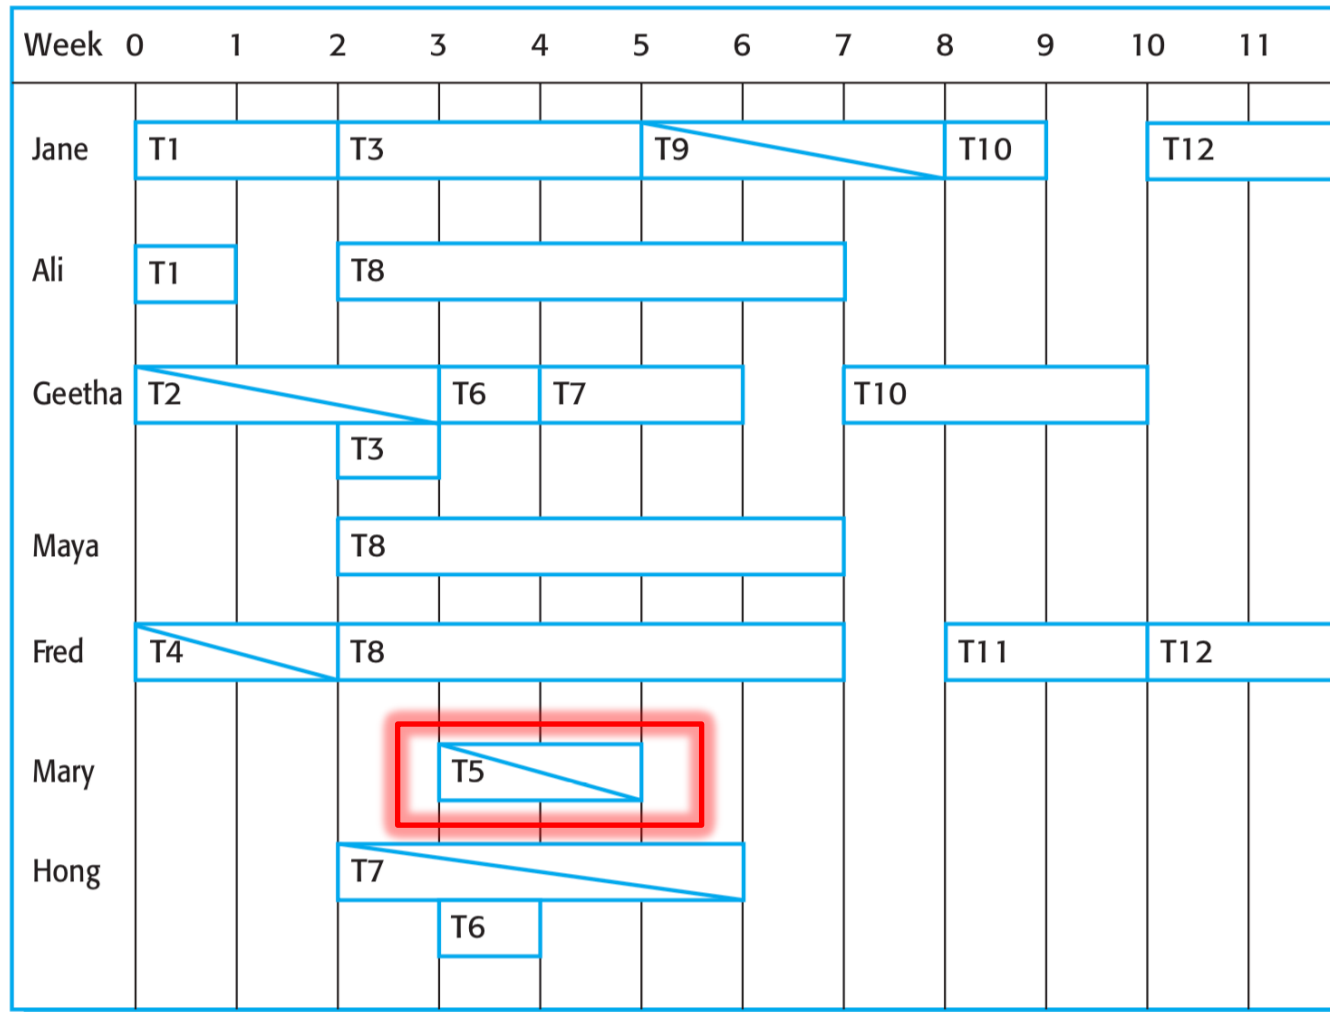 Week 0 1 2 3 4 5 6 7 8 9 10 11
Jane T1 T3 T9 T10 T12
Ali T1 T8
Geetha T2 T6 T7 T10
T3
Maya T8
Fred T4 T8 T11 T12
Mary T5
Hong T7
T6